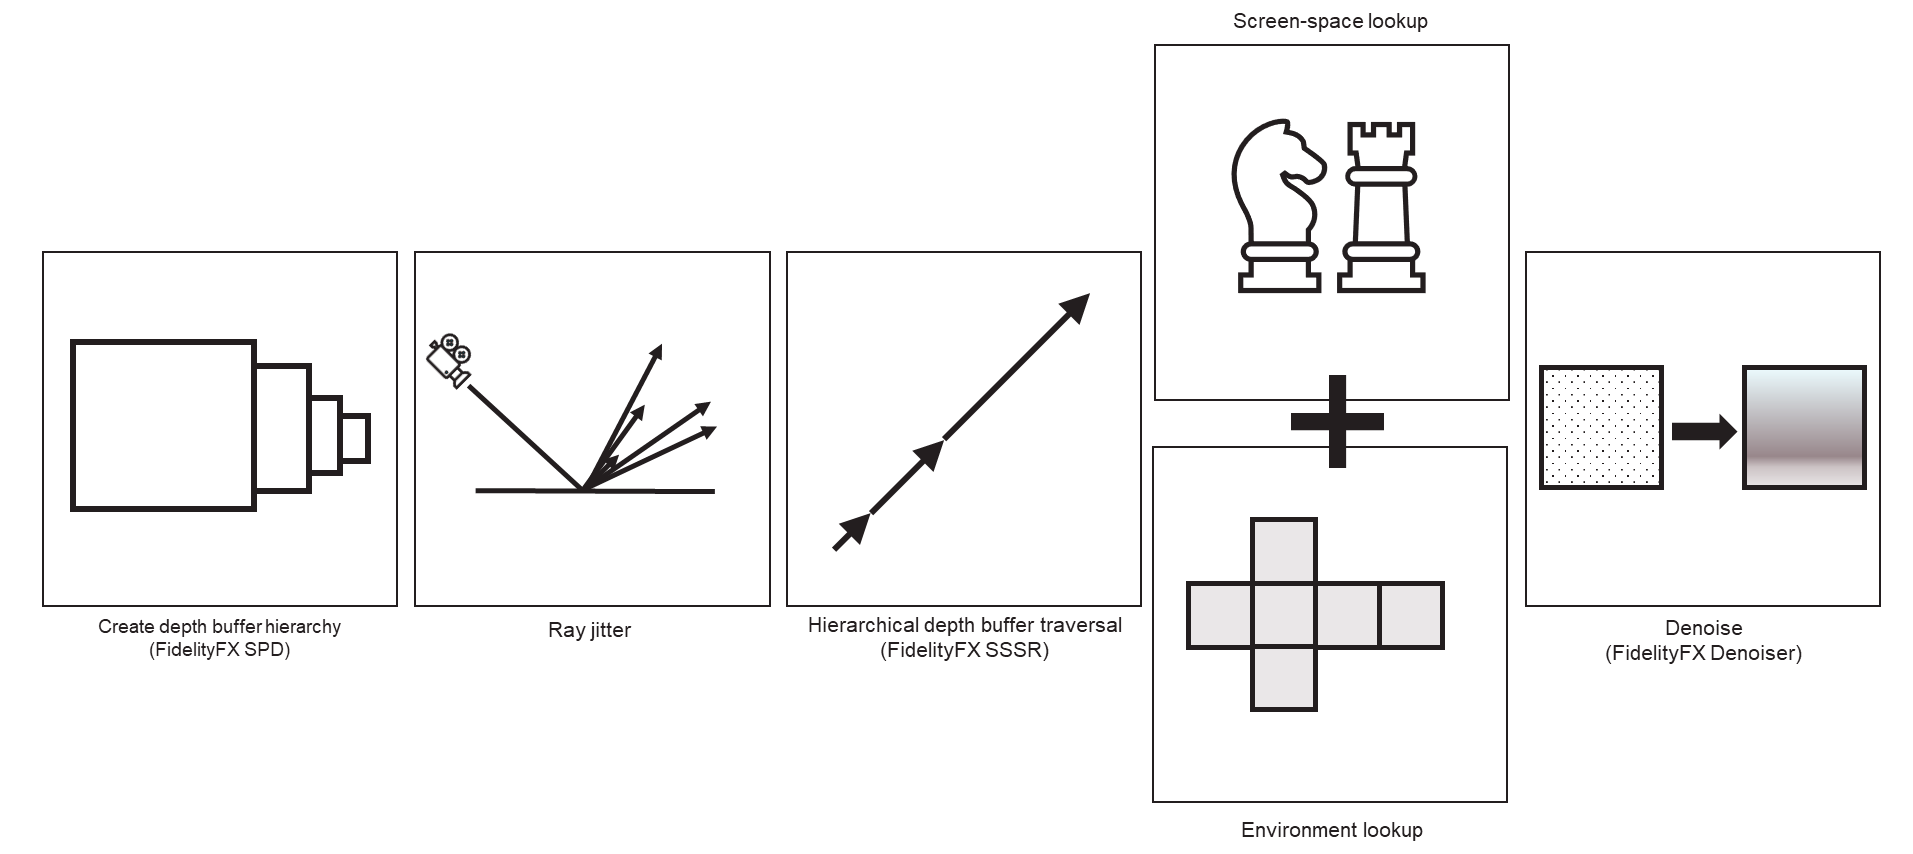 Screen-space lookup
Create depth buffer hierarchy
(FidelityFX SPD)
Ray jitter
Hierarchical depth buffer traversal
(FidelityFX SSSR)
Denoise
(FidelityFX Denoiser)
Environment lookup